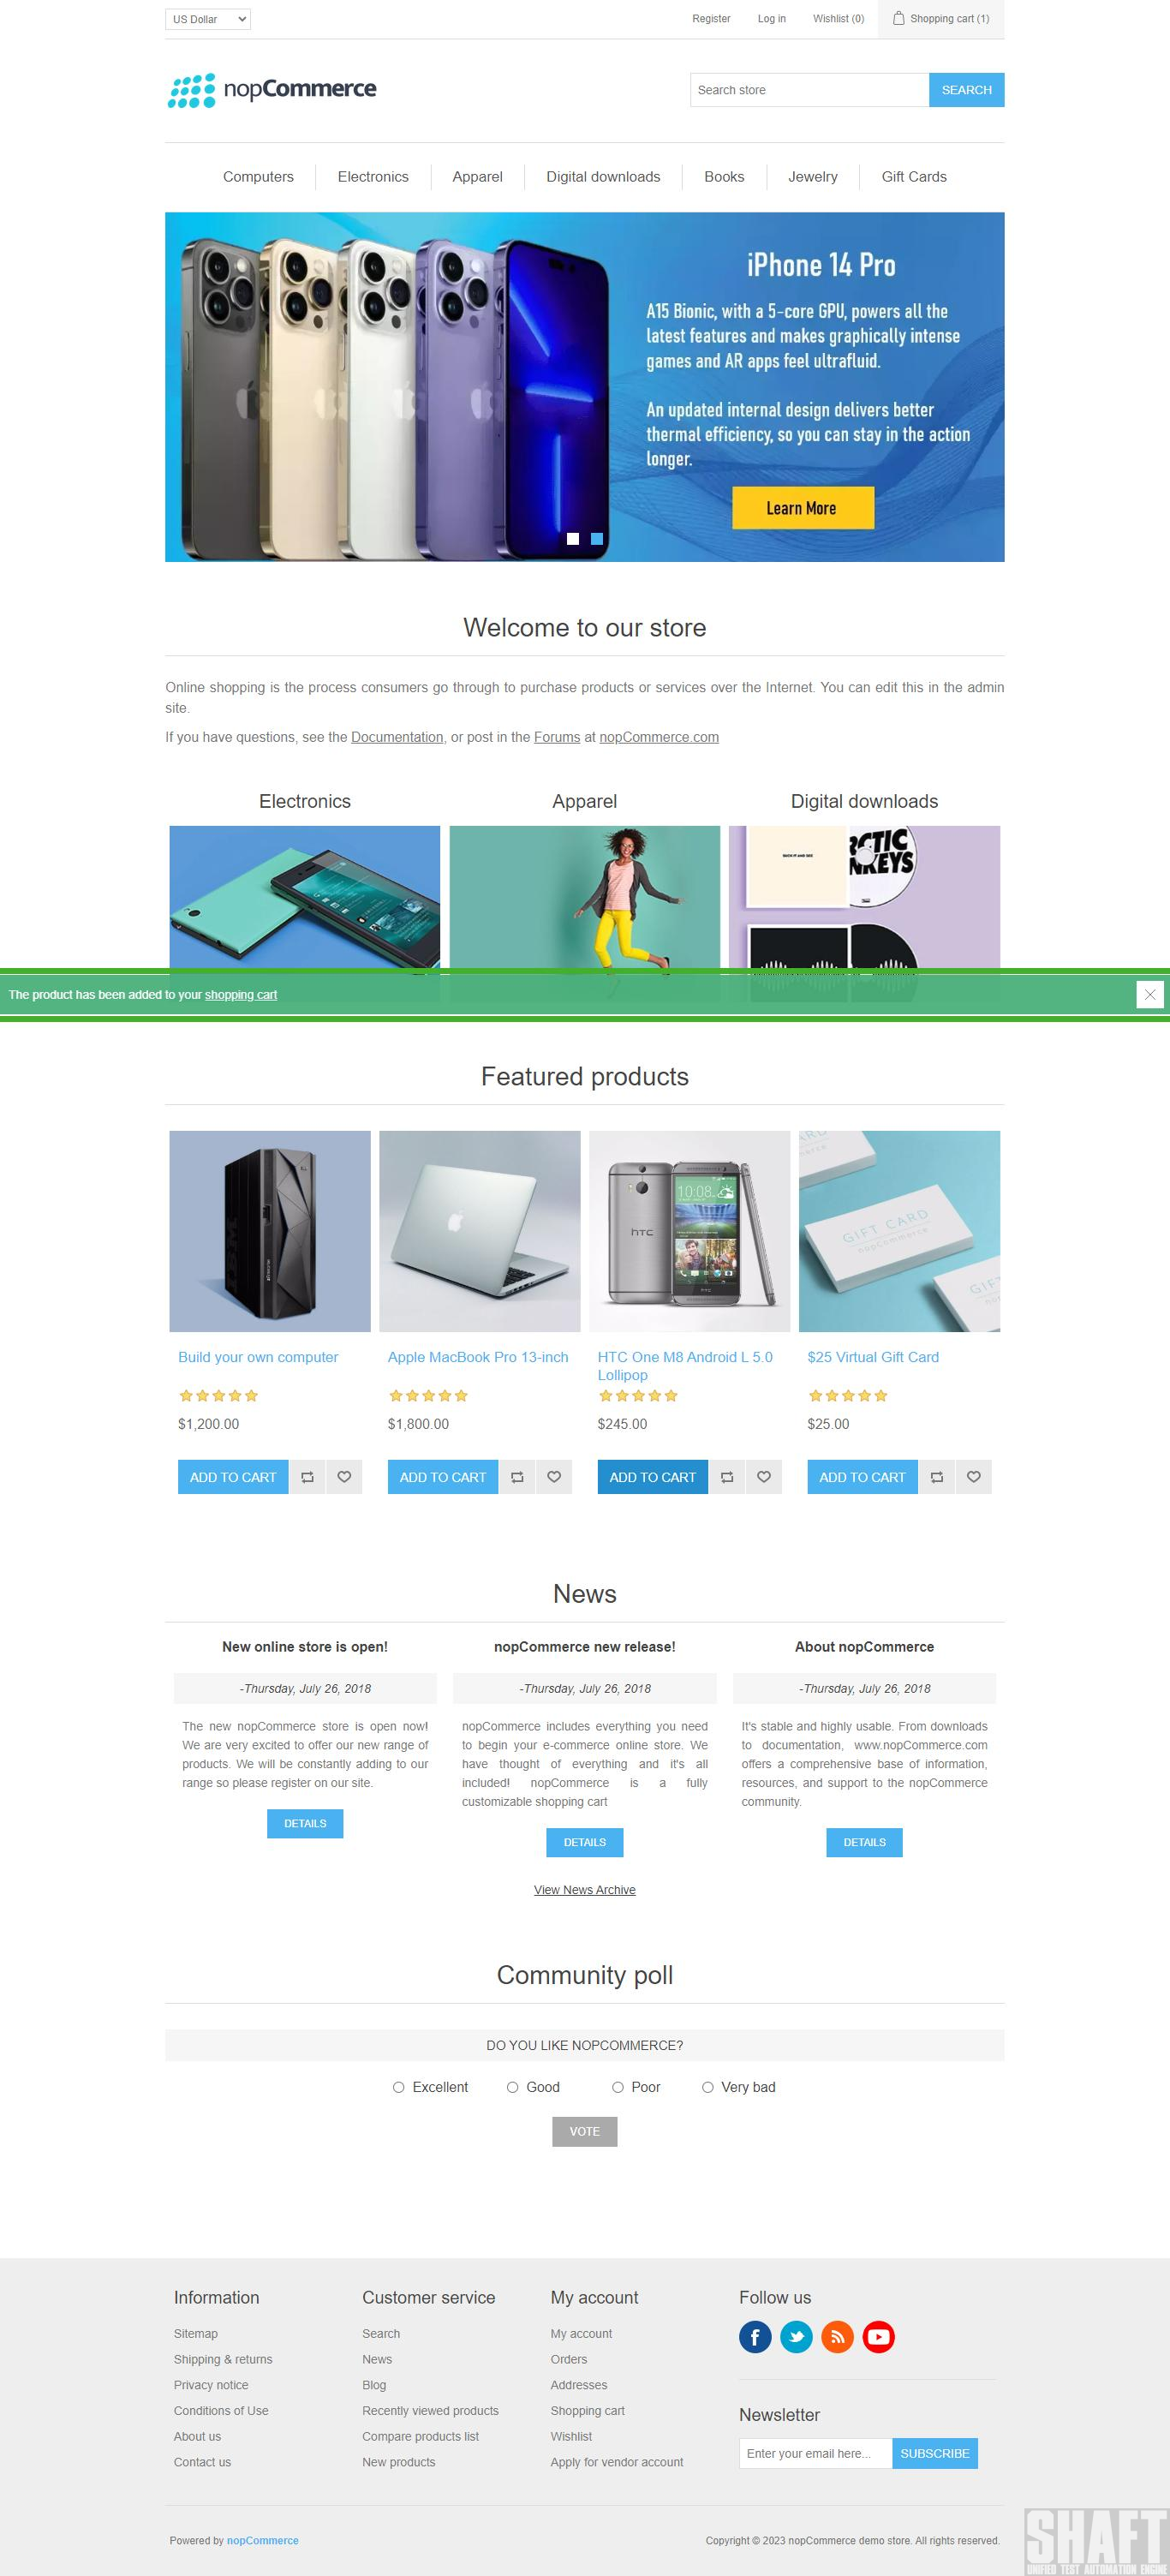 US Dollar
Register
Log in
Wishlist (0)
Shopping cart (1)
nopCommerce
Search store
SEARCH
Computers
Electronics
Apparel
Digital downloads
Books
Jewelry
Gift Cards
iPhone 14 Pro
A15 Bionic, with a 5-core GPU, powers all the
latest features and makes graphically intense
games and AR apps feel ultrafluid.
An updated internal design delivers better
thermal efficiency, so you can stay in the action
longer.
Learn More
Welcome to our store
Online shopping is the process consumers go through to purchase products or services over the Internet. You can edit this in the admin
site.
If you have questions, see the Documentation, or post in the Forums at nopCommerce.com
Electronics
Apparel
Digital downloads
The product has been added to your shopping cart
Featured products
htc
10:08
GIFT CARD
nopCommerce
Build your own computer
$1,200.00
ADD TO CART
Apple MacBook Pro 13-inch
$1,800.00
ADD TO CART
HTC One M8 Android L 5.0
Lollipop
$245.00
ADD TO CART
$25 Virtual Gift Card
$25.00
ADD TO CART
News
New online store is open!
-Thursday, July 26, 2018
The new nopCommerce store is open now!
We are very excited to offer our new range of
products. We will be constantly adding to our
range so please register on our site.
DETAILS
nopCommerce new release!
-Thursday, July 26, 2018
nopCommerce includes everything you need
to begin your e-commerce online store. We
have thought of everything and it's all
included! nopCommerce is a fully
customizable shopping cart
DETAILS
About nopCommerce
-Thursday, July 26, 2018
It's stable and highly usable. From downloads
to documentation, www.nopCommerce.com
offers a comprehensive base of information,
resources, and support to the nopCommerce
community.
DETAILS
View News Archive
Community poll
DO YOU LIKE NOPCOMMERCE?
Excellent
Good
Poor
Very bad
VOTE
Information
Sitemap
Shipping & returns
Privacy notice
Conditions of Use
About us
Contact us
Customer service
Search
News
Blog
Recently viewed products
Compare products list
New products
My account
My account
Orders
Addresses
Shopping cart
Wishlist
Apply for vendor account
Follow us
Newsletter
Enter your email here...
SUBSCRIBE
Powered by nopCommerce
Copyright © 2023 nopCommerce demo store. All rights reserved.
SHAFT
UNIFIED TEST AUTOMATION ENGINE